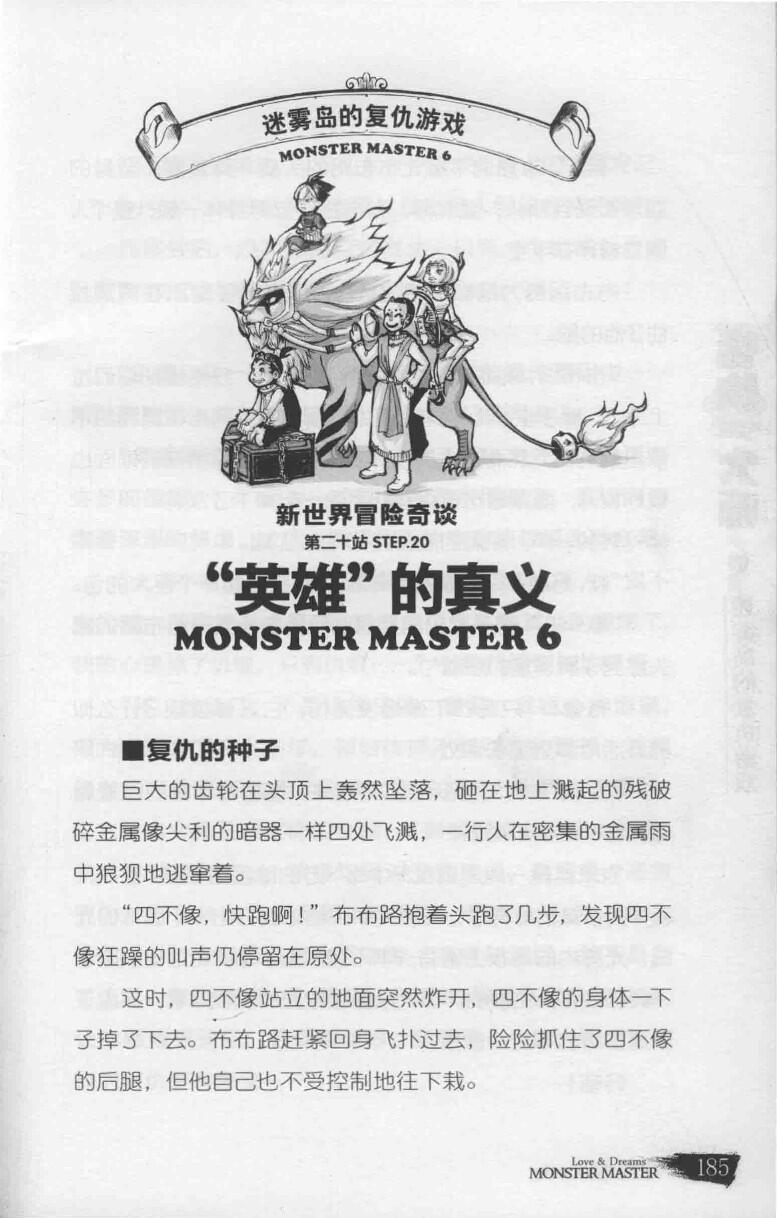 迷雾岛的复仇游戏
MONSTER MASTER 6
新世界冒险奇谈
第二十站 STEP.20
“英雄”的真义
MONSTER MASTER 6
■复仇的种子
巨大的齿轮在头顶上轰然坠落，砸在地上溅起的残破
碎金属像尖利的暗器一样四处飞溅，一行人在密集的金属雨
中狼狈地逃窜着。
“四不像，快跑啊！”布布路抱着头跑了几步，发现四不
像狂躁的叫声仍停留在原处。
这时，四不像站立的地面突然炸开，四不像的身体一下
子掉了下去。布布路赶紧回身飞扑过去，险险抓住了四不像
的后腿，但他自己也不受控制地往下栽。
Love & Dreams
MONSTER MASTER
185